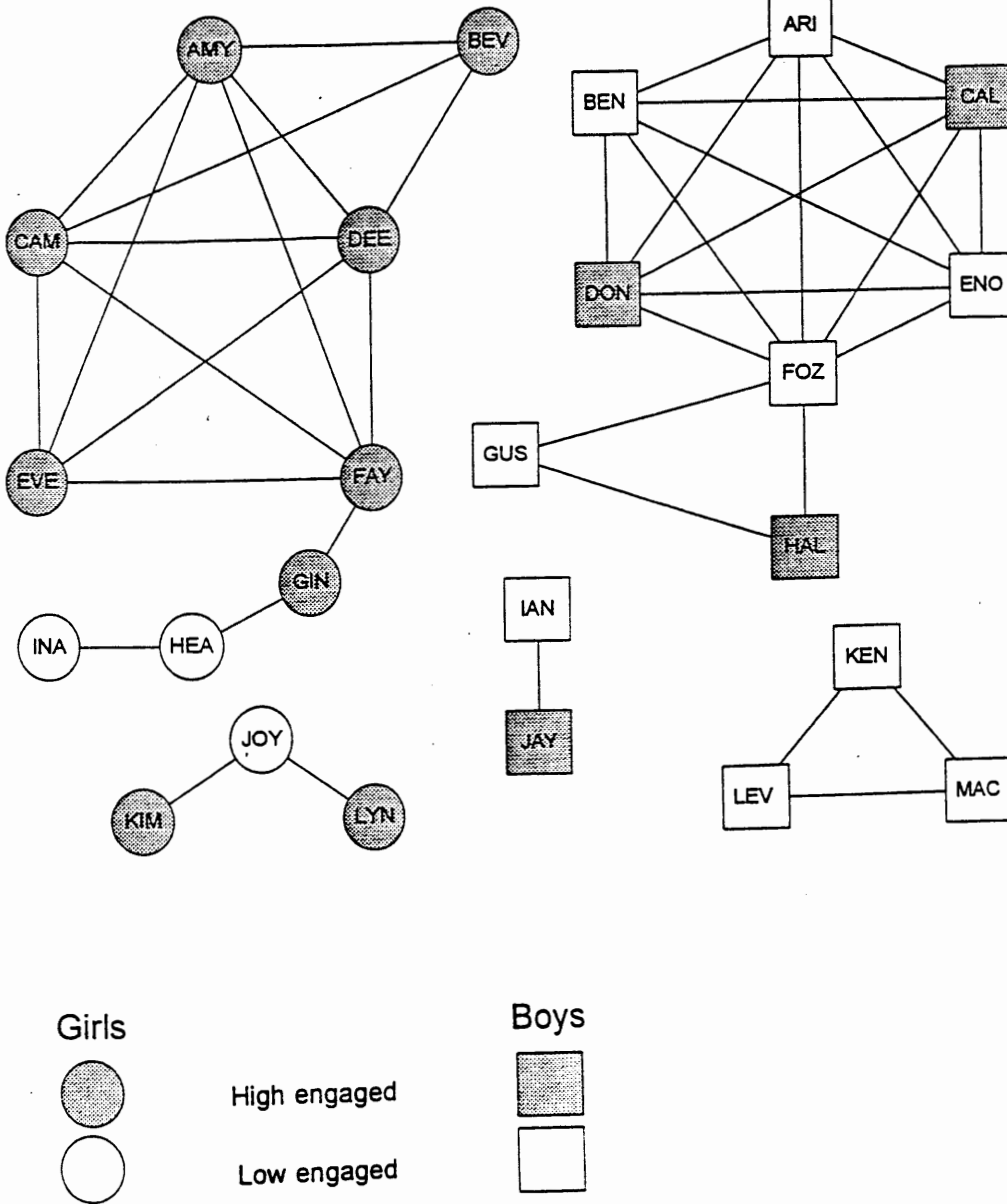 ARI
AMY
BEV
BEN
CAL
CAM
DEE
DON
ENO
FOZ
GUS
EVE
FAY
HAL
GIN
IAN
INA
HEA
KEN
JOY
JAY
LEV
MAC
KIM
LYN
Girls
Boys
High engaged
Low engaged